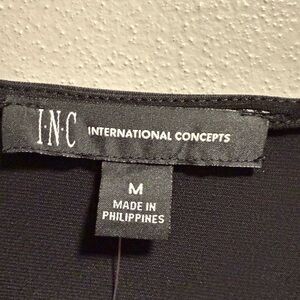 I·N·C INTERNATIONAL CONCEPTS
M
MADE IN
PHILIPPINES